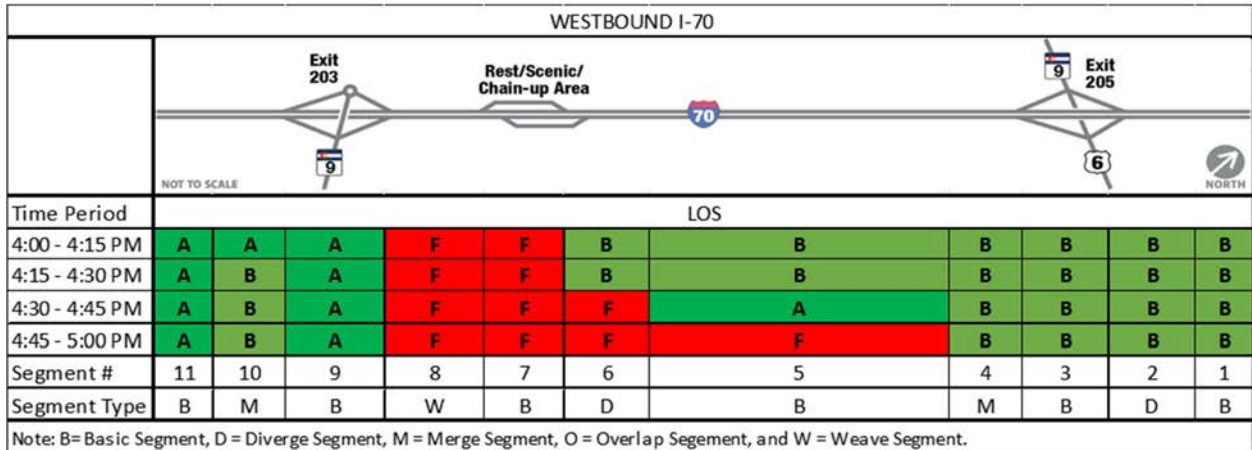 WESTBOUND I-70
Exit
203
Rest/Scenic/
Chain-up Area
9
Exit
205
70
9
6
NOT TO SCALE
NORTH
Time Period LOS
4:00 - 4:15 PM A A A F F B B B B B B
4:15 - 4:30 PM A B A F F B B B B B B
4:30 - 4:45 PM A B A F F F A B B B B
4:45 - 5:00 PM A B A F F F F B B B B
Segment # 11 10 9 8 7 6 5 4 3 2 1
Segment Type B M B W B D B M B D B
Note: B= Basic Segment, D = Diverge Segment, M = Merge Segment, O = Overlap Segement, and W = Weave Segment.